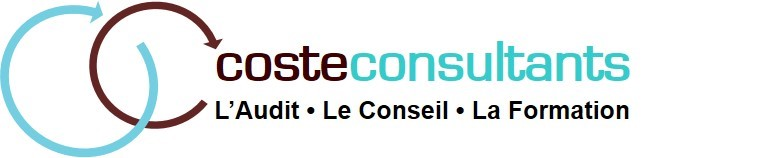 costeconsultants
L’Audit • Le Conseil • La Formation